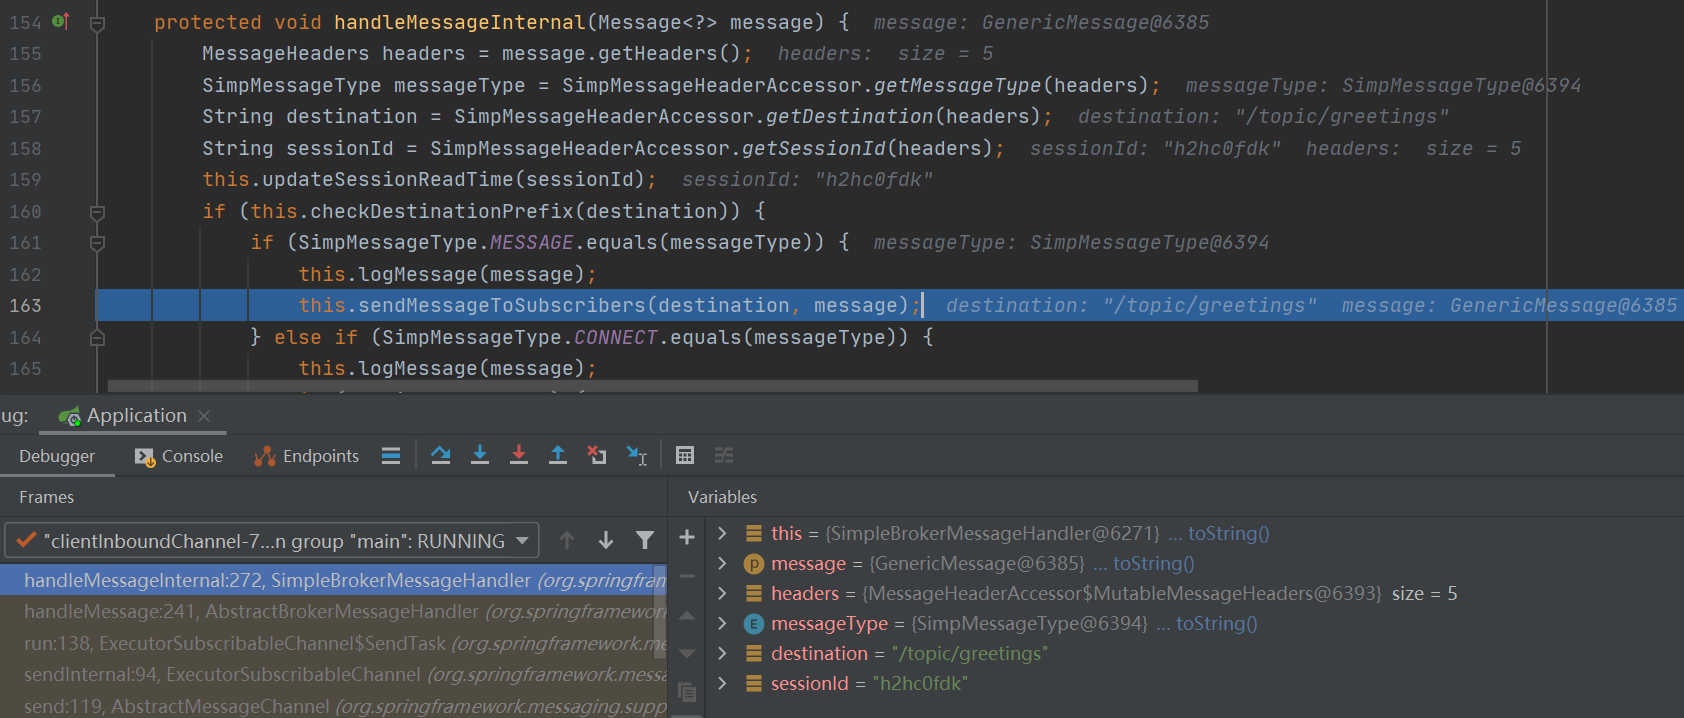 154 protected void handleMessageInternal(Message<?> message) { message: GenericMessage@6385
155 MessageHeaders headers = message.getHeaders(); headers: size = 5
156 SimpMessageType messageType = SimpMessageHeaderAccessor.getMessageType(headers); messageType: SimpMessageType@6394
157 String destination = SimpMessageHeaderAccessor.getDestination(headers); destination: "/topic/greetings"
158 String sessionId = SimpMessageHeaderAccessor.getSessionId(headers); sessionId: "h2hc0fdk" headers: size = 5
159 this.updateSessionReadTime(sessionId); sessionId: "h2hc0fdk"
160 if (this.checkDestinationPrefix(destination)) {
161 if (SimpMessageType.MESSAGE.equals(messageType)) { messageType: SimpMessageType@6394
162 this.logMessage(message);
163 this.sendMessageToSubscribers(destination, message); destination: "/topic/greetings" message: GenericMessage@6385
164 } else if (SimpMessageType.CONNECT.equals(messageType)) {
165 this.logMessage(message);
ug: Application
Debugger Console Endpoints
Frames
Variables
"clientInboundChannel-7...n group "main": RUNNING
handleMessageInternal:272, SimpleBrokerMessageHandler (org.springfram
handleMessage:241, AbstractBrokerMessageHandler (org.springframework
run:138, ExecutorSubscribableChannel$SendTask (org.springframework.me
sendInternal:94, ExecutorSubscribableChannel (org.springframework.messa
send:119, AbstractMessageChannel (org.springframework.messaging.supp
this = {SimpleBrokerMessageHandler@6271} ... toString()
message = {GenericMessage@6385} ... toString()
headers = {MessageHeaderAccessor$MutableMessageHeaders@6393} size = 5
messageType = {SimpMessageType@6394} ... toString()
destination = "/topic/greetings"
sessionId = "h2hc0fdk"